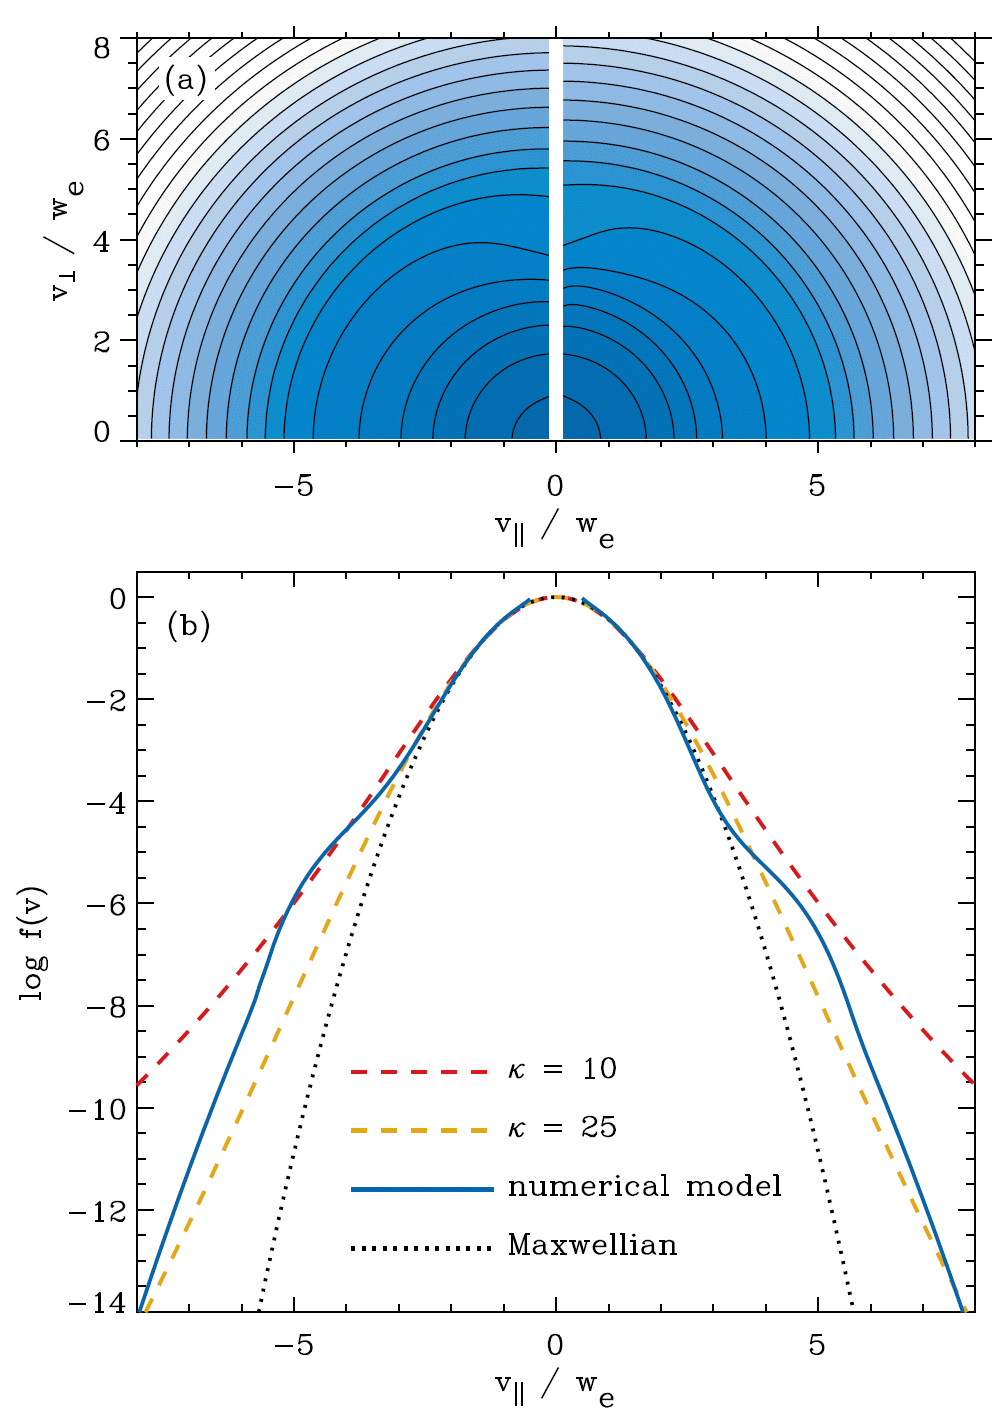 (a)
8
6
4
2
0
v⊥ / we
−5 0 5
v∥ / we
(b)
0
−2
−4
−6
−8
−10
−12
−14
log f(v)
κ = 10
κ = 25
numerical model
Maxwellian
−5 0 5
v∥ / we